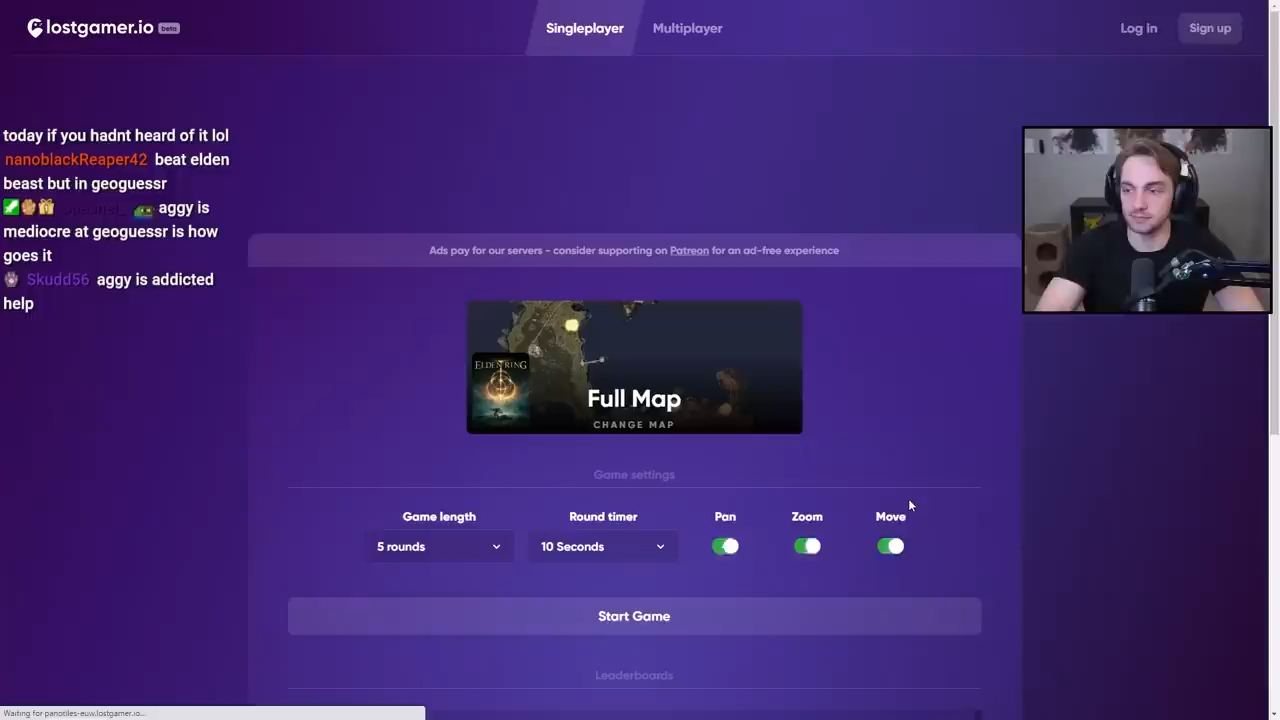 lostgamer.io beta
Singleplayer
Multiplayer
Log in
Sign up
today if you hadnt heard of it lol
nanoblackReaper42 beat elden
beast but in geoguessr
aggy is
mediocre at geoguessr is how
goes it
Skudd56 aggy is addicted
help
Ads pay for our servers - consider supporting on Patreon for an ad-free experience
ELDEN RING
Full Map
CHANGE MAP
Game settings
Game length
Round timer
Pan
Zoom
Move
5 rounds
10 Seconds
Start Game
Leaderboards
Waiting for panotiles-euw.lostgamer.io...